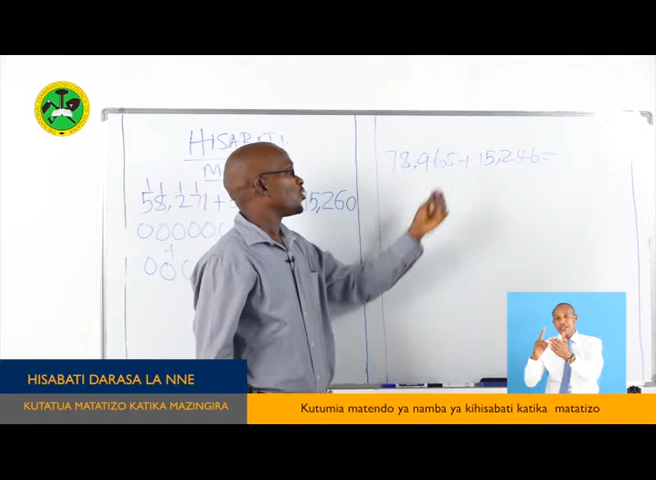 HISABATI
58,271+ 15,260
78,965+15,246=
HISABATI DARASA LA NNE
KUTATUA MATATIZO KATIKA MAZINGIRA
Kutumia matendo ya namba ya kihisabati katika matatizo